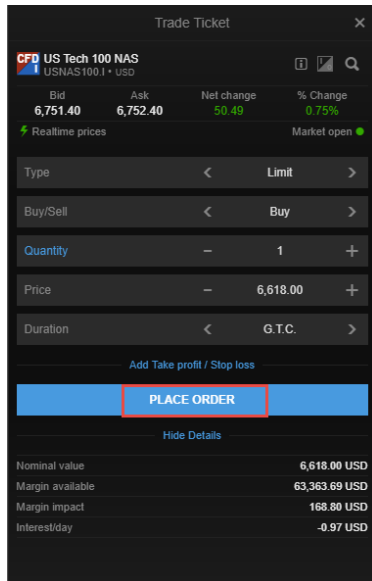 Trade Ticket ×
CFD US Tech 100 NAS
USNAS100.I • USD
Bid Ask Net change % Change
6,751.40 6,752.40 50.49 0.75%
Realtime prices Market open
Type Limit
Buy/Sell Buy
Quantity − 1 +
Price − 6,618.00 +
Duration G.T.C.
Add Take profit / Stop loss
PLACE ORDER
Hide Details
Nominal value 6,618.00 USD
Margin available 63,363.69 USD
Margin impact 168.80 USD
Interest/day -0.97 USD